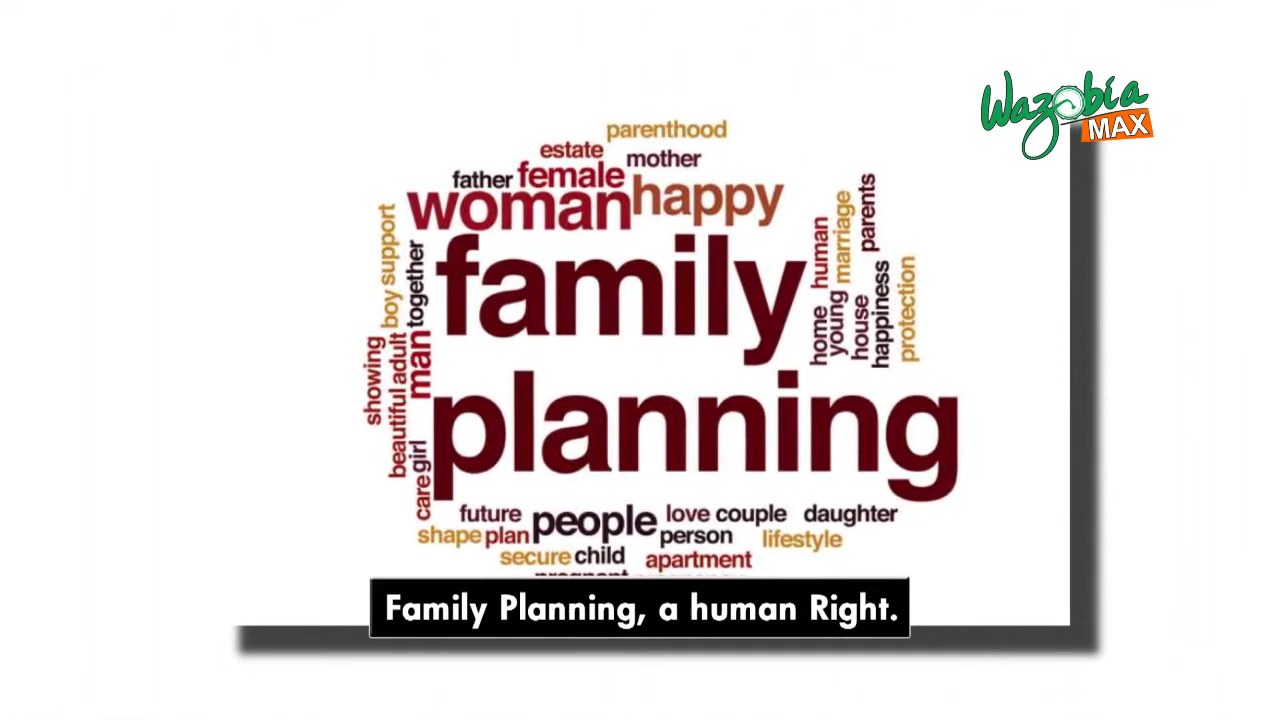 Wazobia
MAX
parenthood
estate
mother
father
female
woman
happy
family
planning
support
boy
together
showing
beautiful
adult
man
girl
care
human
marriage
parents
home
young
house
happiness
protection
future
people
love
couple
daughter
shape
plan
person
lifestyle
secure
child
apartment
Family Planning, a human Right.